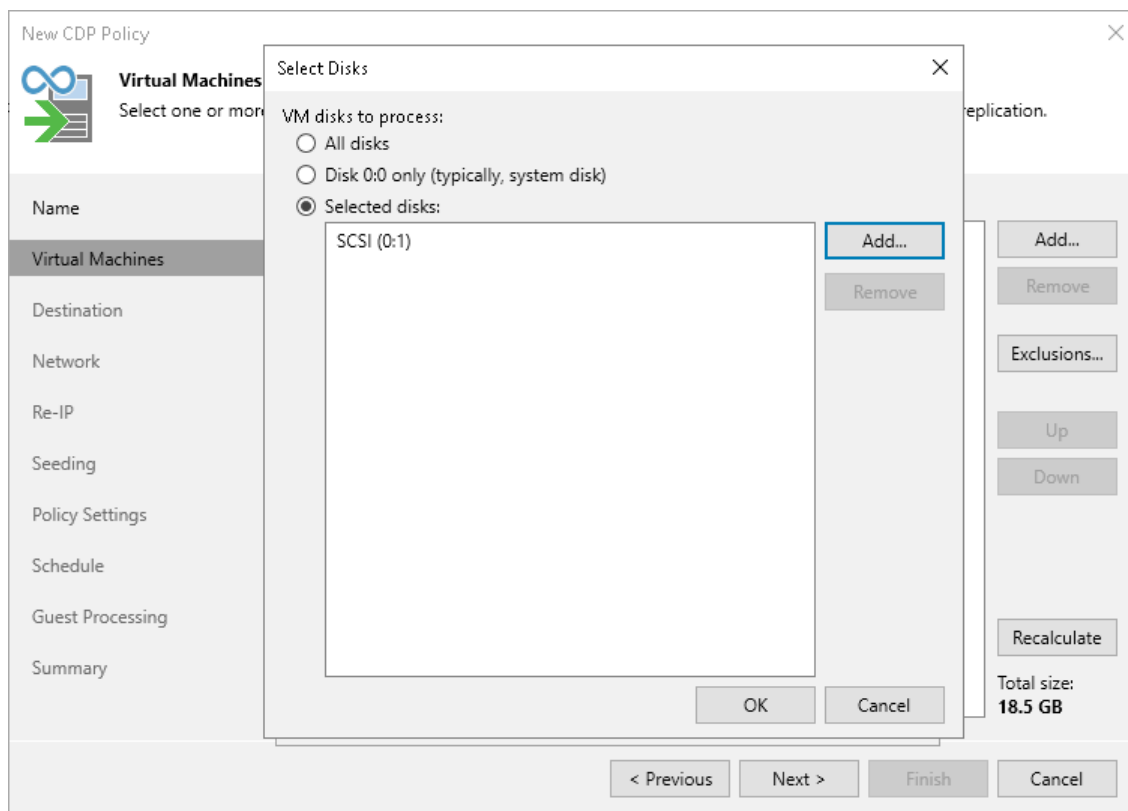 New CDP Policy
Virtual Machines
Select one or more
replication.
Select Disks
VM disks to process:
All disks
Disk 0:0 only (typically, system disk)
Selected disks:
SCSI (0:1)
Add...
Remove
OK
Cancel
Name
Virtual Machines
Destination
Network
Re-IP
Seeding
Policy Settings
Schedule
Guest Processing
Summary
Add...
Remove
Exclusions...
Up
Down
Recalculate
Total size:
18.5 GB
< Previous
Next >
Finish
Cancel